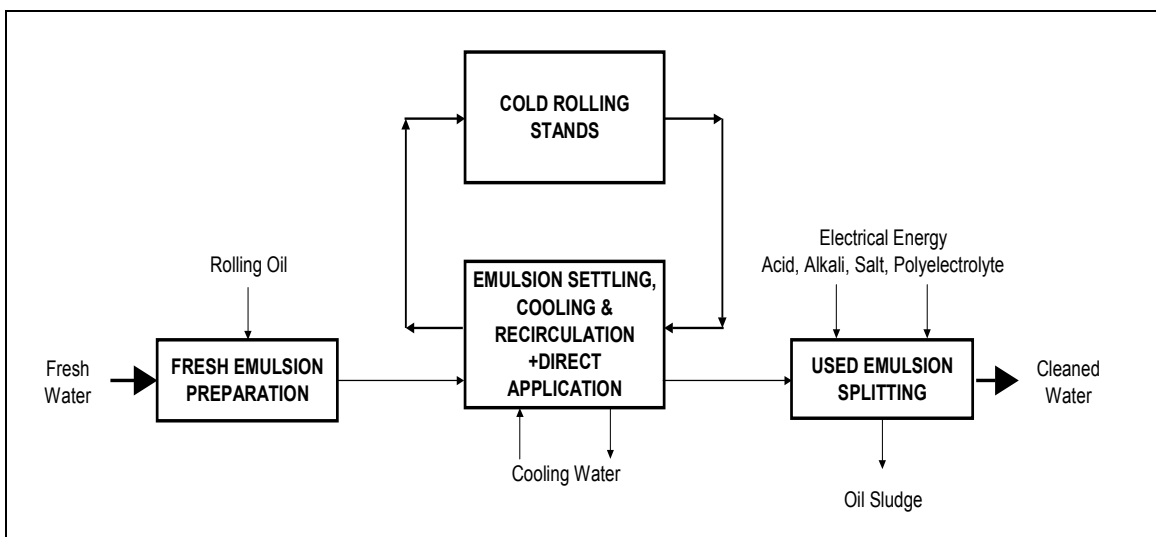 COLD ROLLING
STANDS
Electrical Energy
Acid, Alkali, Salt, Polyelectrolyte
Rolling Oil
EMULSION SETTLING,
COOLING &
RECIRCULATION
+DIRECT
APPLICATION
Fresh
Water
FRESH EMULSION
PREPARATION
USED EMULSION
SPLITTING
Cleaned
Water
Cooling Water
Oil Sludge